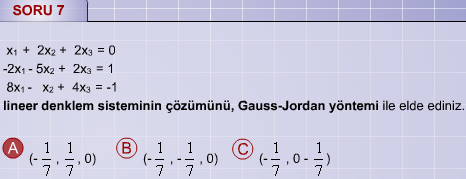 SORU 7
x₁ + 2x₂ + 2x₃ = 0
-2x₁ - 5x₂ + 2x₃ = 1
8x₁ - x₂ + 4x₃ = -1
lineer denklem sisteminin çözümünü, Gauss-Jordan yöntemi ile elde ediniz.
A (-1/7 , 1/7 , 0) B (-1/7 , -1/7 , 0) C (-1/7 , 0 - 1/7)